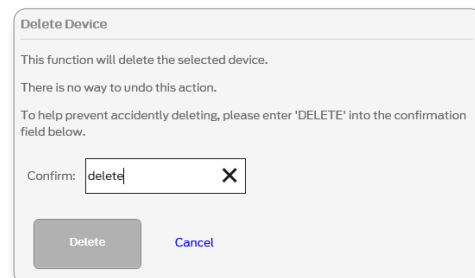 Delete Device
This function will delete the selected device.
There is no way to undo this action.
To help prevent accidently deleting, please enter 'DELETE' into the confirmation
field below.
Confirm: delete
Delete Cancel